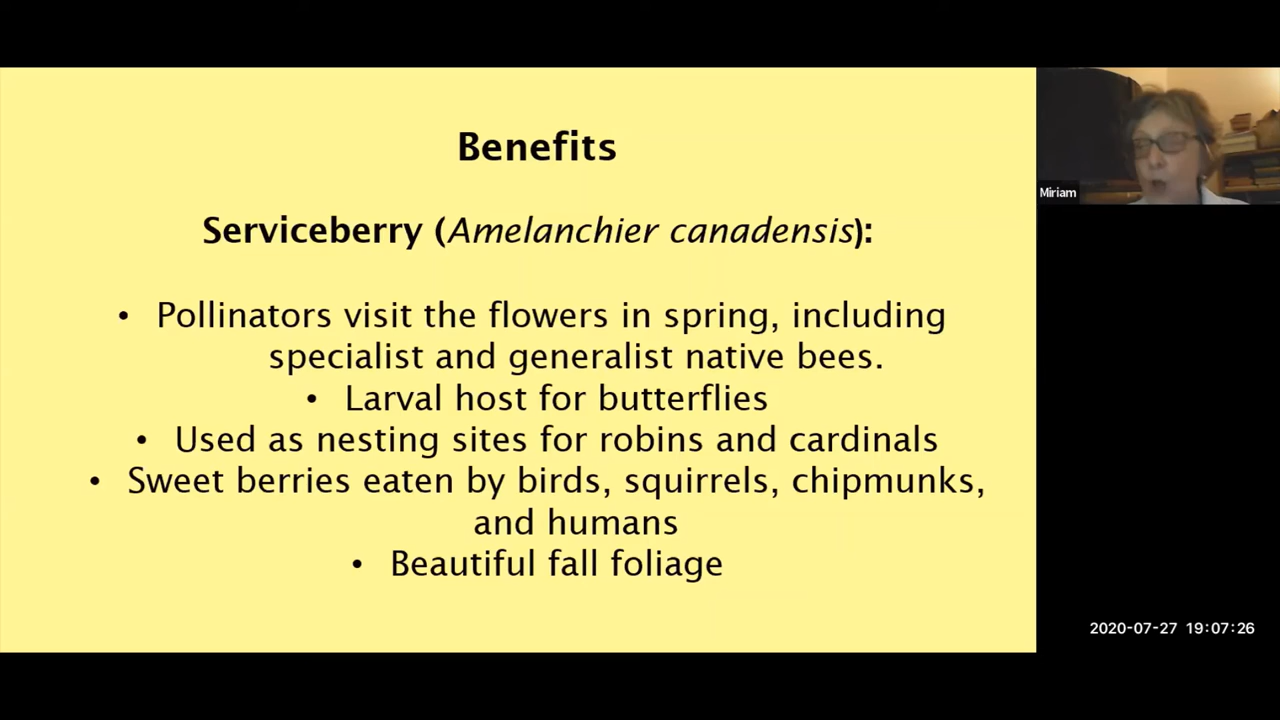 Benefits
Serviceberry (Amelanchier canadensis):
• Pollinators visit the flowers in spring, including
specialist and generalist native bees.
• Larval host for butterflies
• Used as nesting sites for robins and cardinals
• Sweet berries eaten by birds, squirrels, chipmunks,
and humans
• Beautiful fall foliage
Miriam
2020-07-27 19:07:26